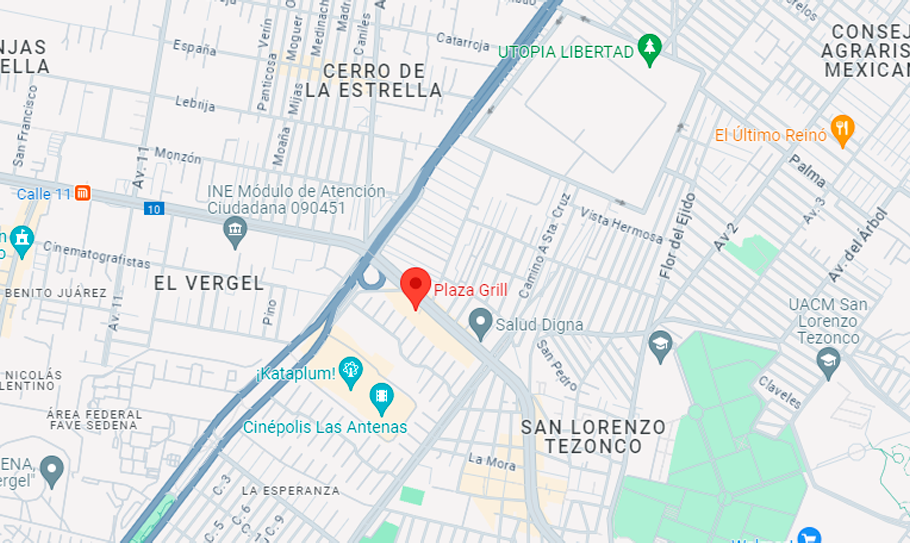 NJAS
ELLA
España
Verín
Panticosa
Moguer
Mijas
Medinaceli
Cerro
Caniles
CERRO DE
LA ESTRELLA
Catarroja
UTOPIA LIBERTAD
CONSEJ
AGRARIS
MEXICAN
San Francisco
Lebrija
Moaña
Monzón
Av. 11
Calle 11
10
INE Módulo de Atención
Ciudadana 090451
El Último Reinó
Palma
Av. 3
Av. 2
Av. del Árbol
Flor del Ejido
Vista Hermosa
Camino A Sta. Cruz
Cinematografistas
EL VERGEL
BENITO JUÁREZ
Av. 11
Pino
Plaza Grill
Salud Digna
UACM San
Lorenzo
Tezonco
San Pedro
NICOLÁS
LENTINO
¡Kataplum!
Cinépolis Las Antenas
ÁREA FEDERAL
FAVE SEDENA
Claveles
SAN LORENZO
TEZONCO
La Mora
ENA,
ergel"
LA ESPERANZA
C. 3
C. 5
C. 6
C. 9